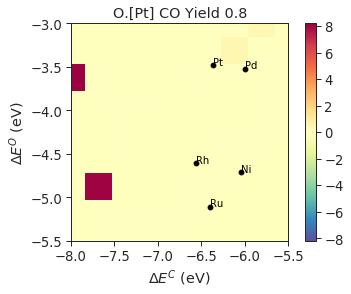 O.[Pt] CO Yield 0.8
−3.0
−3.5
−4.0
−4.5
−5.0
−5.5
ΔE^O (eV)
Pt
Pd
Rh
Ni
Ru
−8.0 −7.5 −7.0 −6.5 −6.0 −5.5
ΔE^C (eV)
8
6
4
2
0
−2
−4
−6
−8